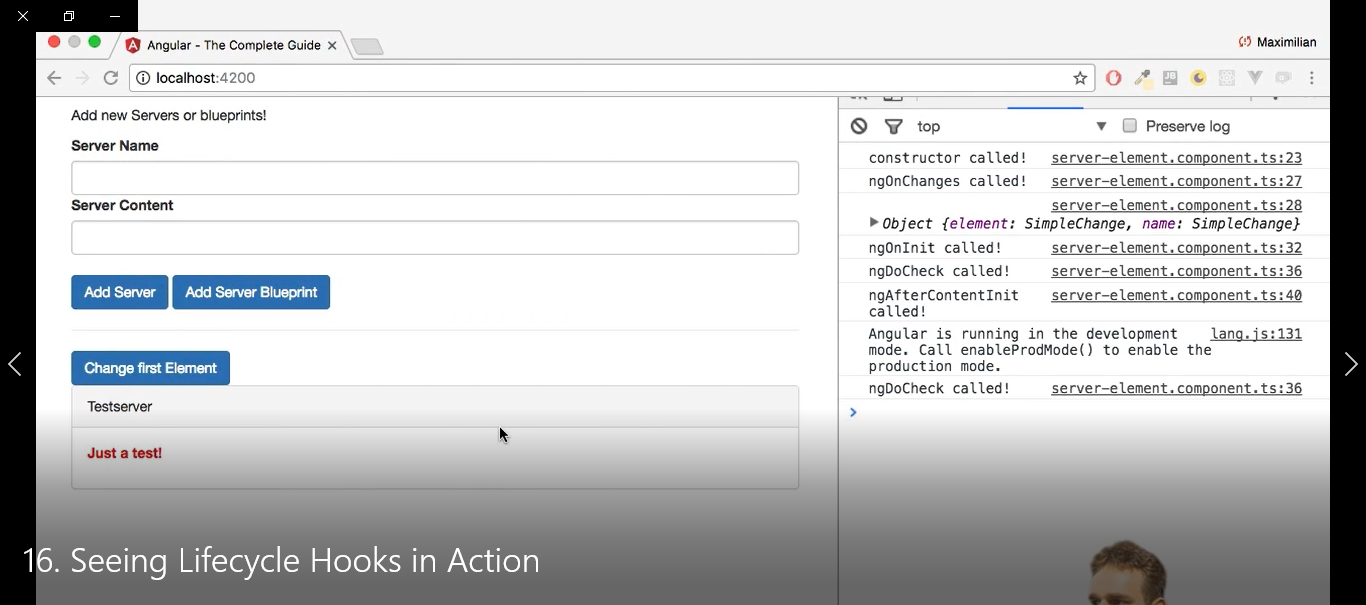 Angular - The Complete Guide
Maximilian
localhost:4200
Add new Servers or blueprints!
Server Name
Server Content
Add Server
Add Server Blueprint
Change first Element
Testserver
Just a test!
top
Preserve log
constructor called! server-element.component.ts:23
ngOnChanges called! server-element.component.ts:27
server-element.component.ts:28
Object {element: SimpleChange, name: SimpleChange}
ngOnInit called! server-element.component.ts:32
ngDoCheck called! server-element.component.ts:36
ngAfterContentInit server-element.component.ts:40
called!
Angular is running in the development lang.js:131
mode. Call enableProdMode() to enable the
production mode.
ngDoCheck called! server-element.component.ts:36
16. Seeing Lifecycle Hooks in Action